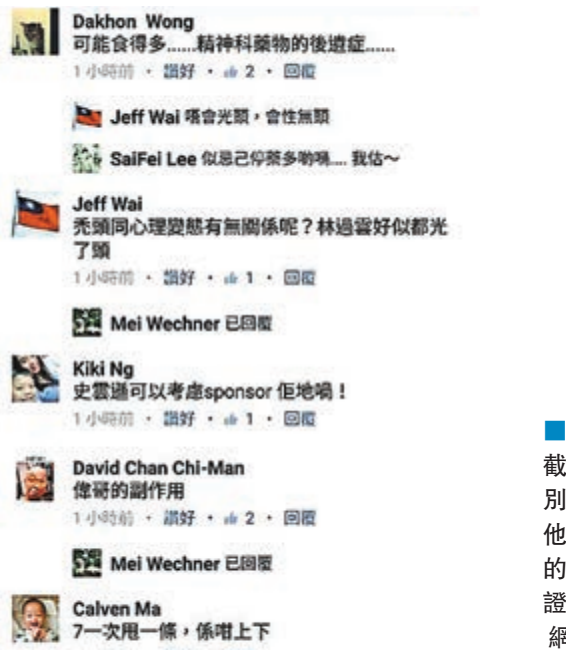 Dakhon Wong
可能食得多......精神科藥物的後遺症......
1 小時前 · 讚好 · 2 · 回覆
Jeff Wai 唔會光頭，會性無頭
SaiFei Lee 似忌己停藥多啲喎.... 我估～
Jeff Wai
禿頭同心理變態有無關係呢？林過雲好似都光
了頭
1 小時前 · 讚好 · 1 · 回覆
Mei Wechner 已回覆
Kiki Ng
史雲遜可以考慮sponsor 佢地喎！
1 小時前 · 讚好 · 1 · 回覆
David Chan Chi-Man
偉哥的副作用
1 小時前 · 讚好 · 2 · 回覆
Mei Wechner 已回覆
Calven Ma
7一次甩一條，係咁上下
■
截
別
他
的
證
網